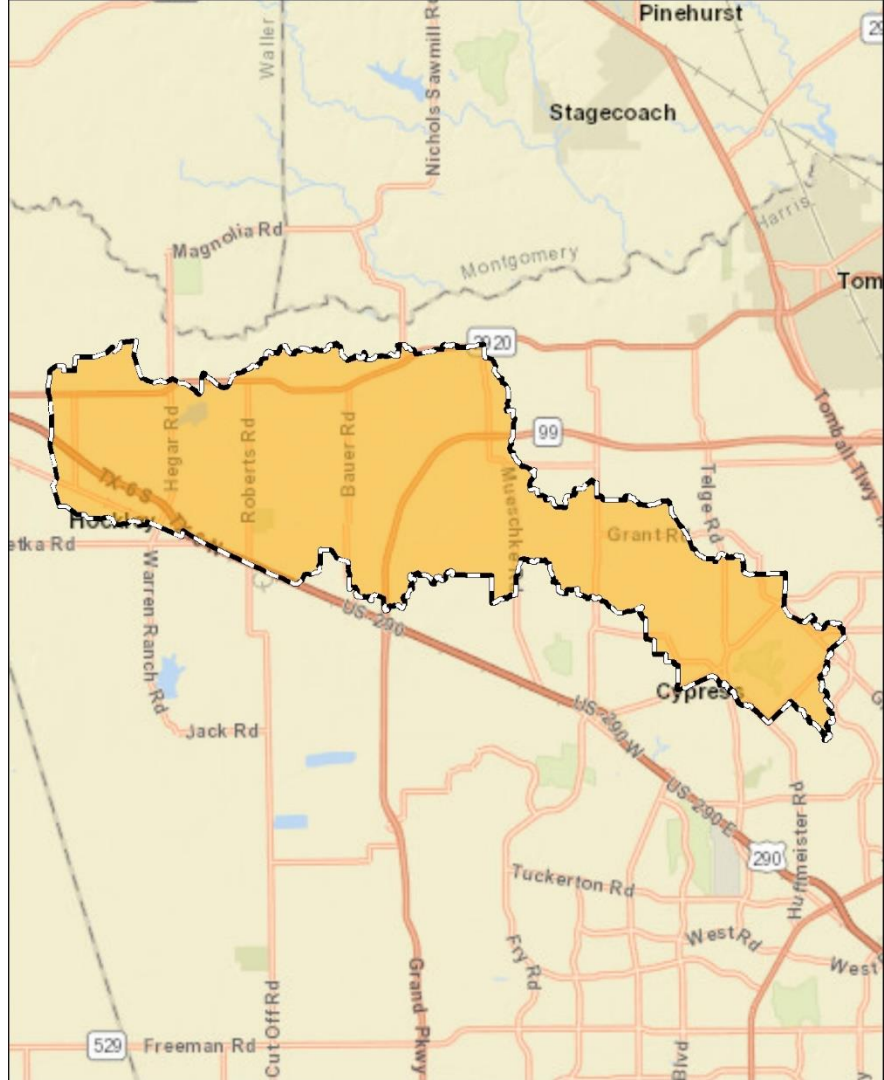 Pinehurst
Waller
Nichols Sawmill Rd
Stagecoach
Harris
Magnolia Rd
Montgomery
Tom
2920
99
Tomball Tlwy
Hegar Rd
Roberts Rd
Bauer Rd
Mueschke Rd
Telge Rd
TX-6 S
Hockley
Grant Rd
etka Rd
Warren Ranch Rd
US-290
Cypress
US-290 W
Jack Rd
US-290 E
Huffmeister Rd
290
Tuckerton Rd
West Rd
Fry Rd
West
Grand Pkwy
Cut Off Rd
529
Freeman Rd
Blvd